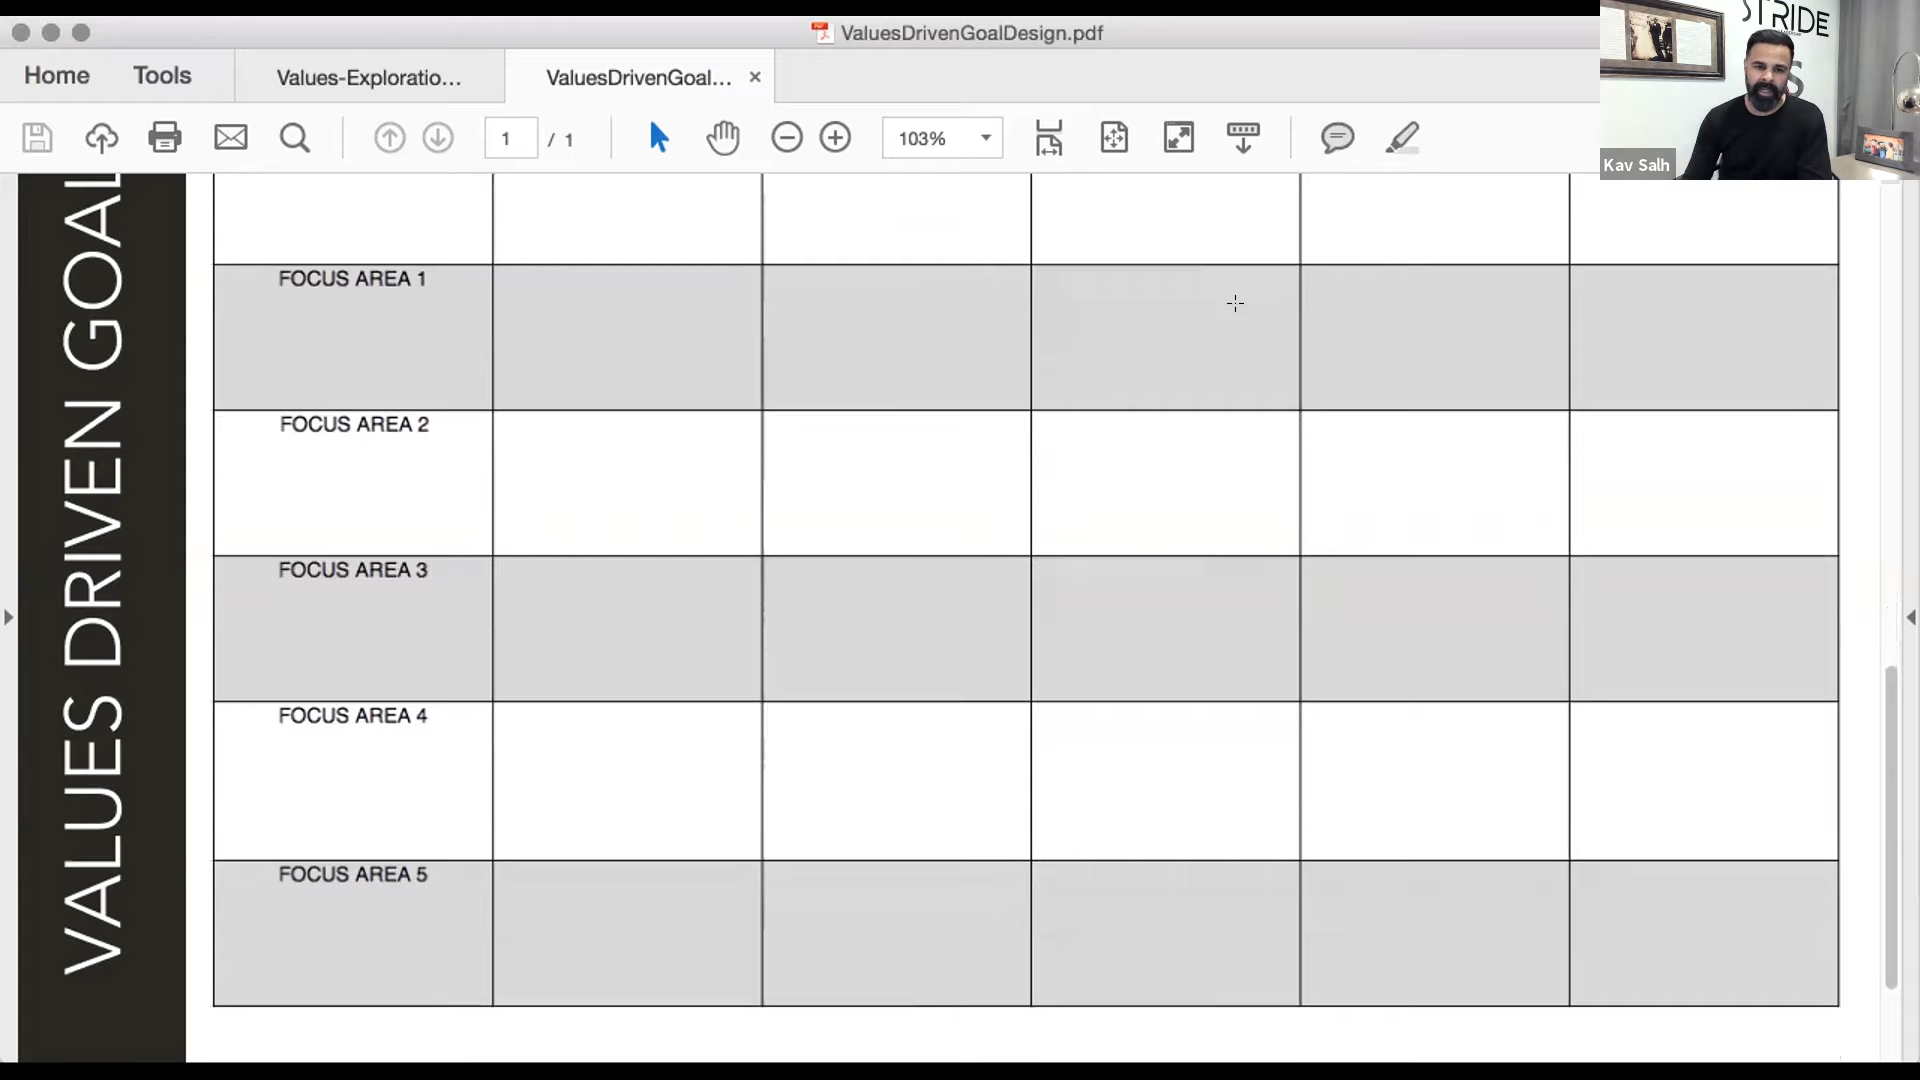 ValuesDrivenGoalDesign.pdf
Home
Tools
Values-Exploratio...
ValuesDrivenGoal...
1 / 1
103%
STRIDE
S
Kav Salh
VALUES DRIVEN GOAL
FOCUS AREA 1
FOCUS AREA 2
FOCUS AREA 3
FOCUS AREA 4
FOCUS AREA 5